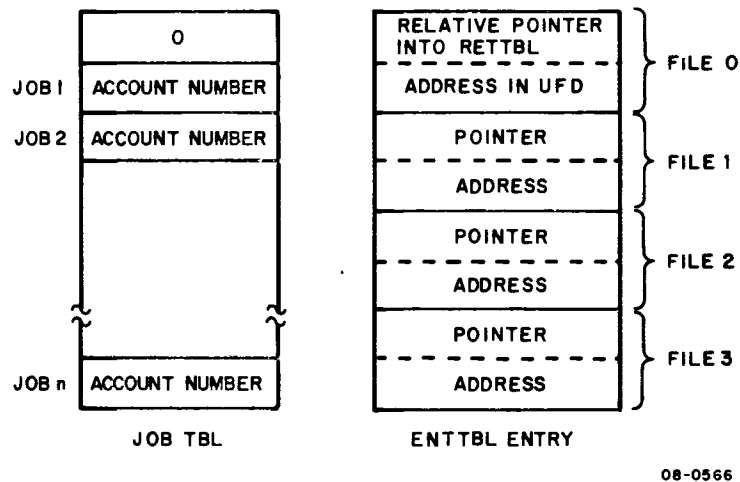 0
JOB 1 ACCOUNT NUMBER
JOB 2 ACCOUNT NUMBER
JOB n ACCOUNT NUMBER
JOB TBL
RELATIVE POINTER
INTO RETTBL
ADDRESS IN UFD
FILE 0
POINTER
ADDRESS
FILE 1
POINTER
ADDRESS
FILE 2
POINTER
ADDRESS
FILE 3
ENTTBL ENTRY
08-0566